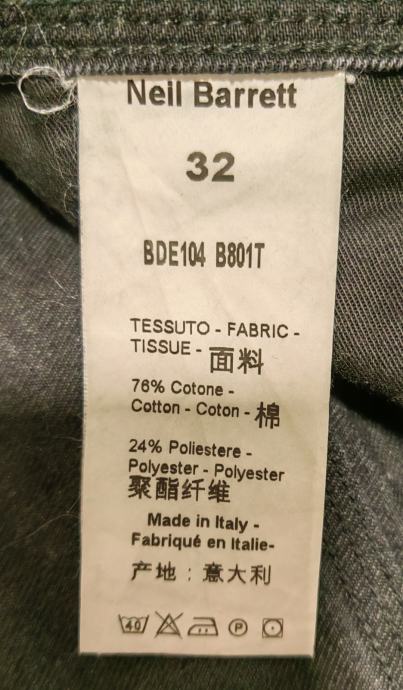 Neil Barrett
32
BDE104 B801T
TESSUTO - FABRIC -
TISSUE - 面料
76% Cotone -
Cotton - Coton - 棉
24% Poliestere -
Polyester - Polyester
聚酯纤维
Made in Italy -
Fabriqué en Italie-
产地：意大利
40 P